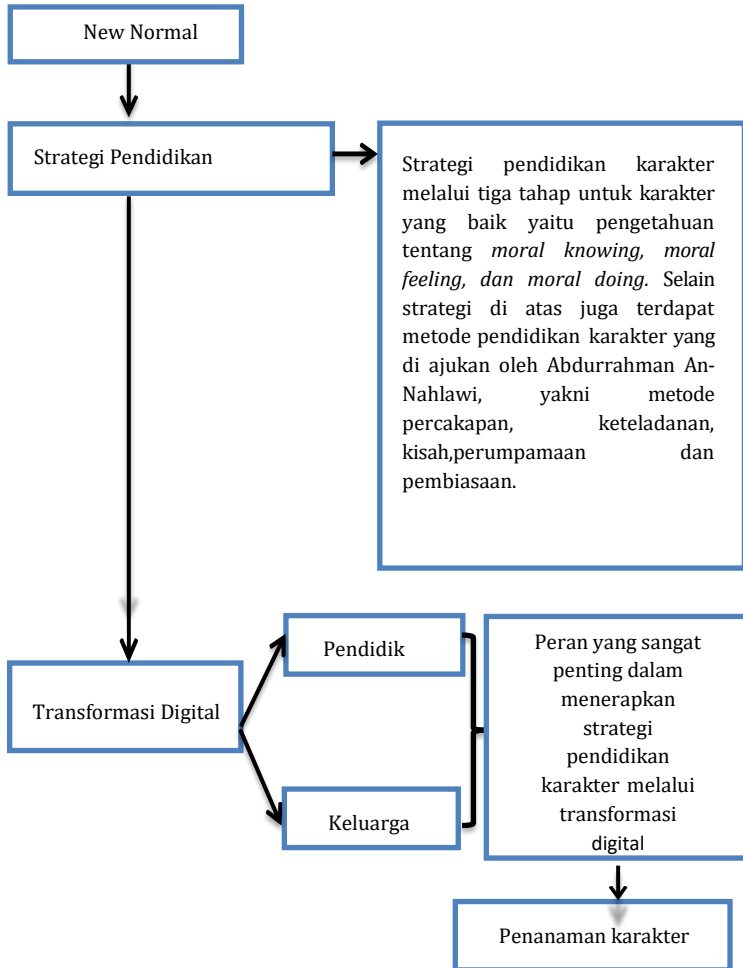 New Normal
Strategi Pendidikan
Strategi pendidikan karakter
melalui tiga tahap untuk karakter
yang baik yaitu pengetahuan
tentang moral knowing, moral
feeling, dan moral doing. Selain
strategi di atas juga terdapat
metode pendidikan karakter yang
di ajukan oleh Abdurrahman An-
Nahlawi, yakni metode
percakapan, keteladanan,
kisah,perumpamaan dan
pembiasaan.
Transformasi Digital
Pendidik
Keluarga
Peran yang sangat
penting dalam
menerapkan
strategi
pendidikan
karakter melalui
transformasi
digital
Penanaman karakter